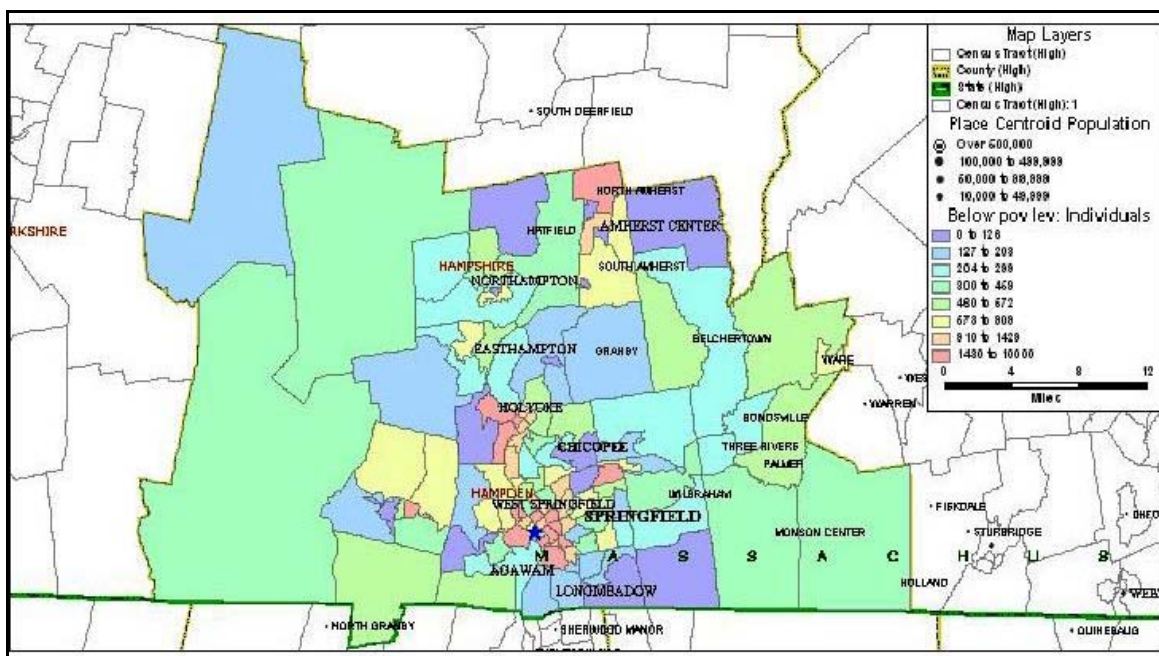 Map Layers
Census Tract (High)
County (High)
State (High)
Census Tract (High): 1
Place Centroid Population
Over 500,000
100,000 to 499,999
50,000 to 99,999
10,000 to 49,999
Below pov lev: Individuals
0 to 126
127 to 203
204 to 299
300 to 459
460 to 572
573 to 809
810 to 1429
1430 to 10000
0 4 8 12
Miles
SOUTH DEERFIELD
NORTH AMHERST
RKSHIRE
HATFIELD
AMHERST CENTER
HAMPSHIRE
SOUTH AMHERST
NORTHAMPTON
BELCHERTOWN
EASTHAMPTON
GRANBY
WARE
WES
WARREN
HOLYOKE
BONDSVILLE
CHICOPEE
THREE RIVERS
PALMER
HAMPDEN
WILBRAHAM
WEST SPRINGFIELD
SPRINGFIELD
FISKDALE
MONSON CENTER
STURBRIDGE
M A S S A C H U S
AGAWAM
HOLLAND
LONGMEADOW
NORTH GRANBY
SHERWOOD MANOR
QUINEBAUG